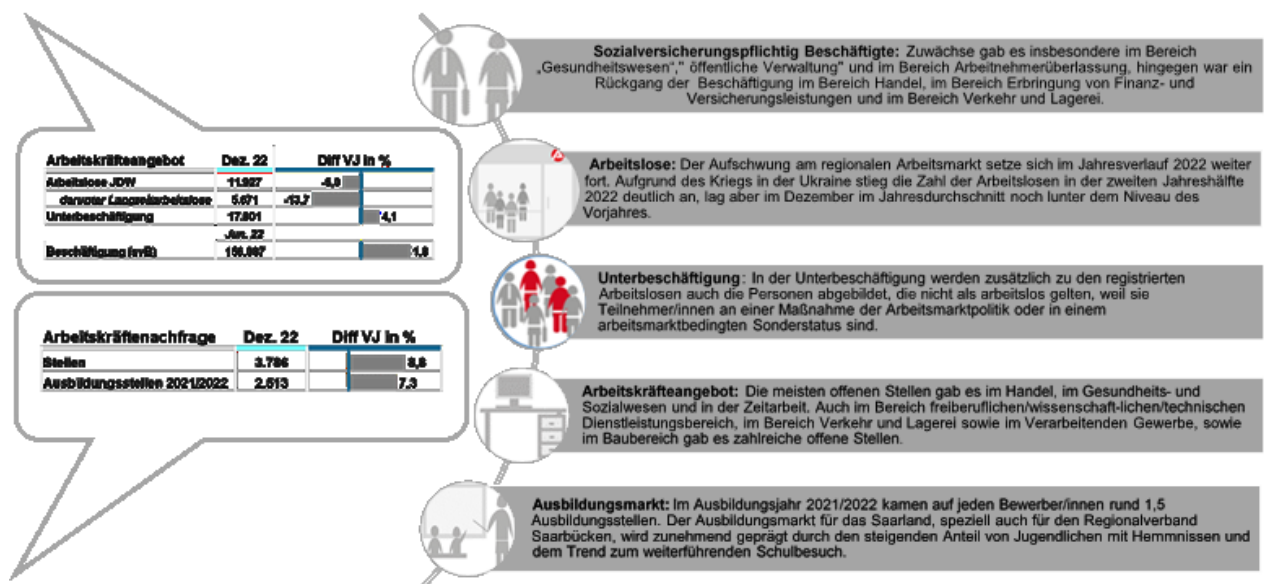 Sozialversicherungspflichtig Beschäftigte: Zuwächse gab es insbesondere im Bereich
„Gesundheitswesen“," öffentliche Verwaltung" und im Bereich Arbeitnehmerüberlassung, hingegen war ein
Rückgang der Beschäftigung im Bereich Handel, im Bereich Erbringung von Finanz- und
Versicherungsleistungen und im Bereich Verkehr und Lagerei.
Arbeitskräfteangebot Dez. 22 Diff VJ in %
Arbeitslose JDW 11.927
darunter Langzeitarbeitslose 5.671 -13,7
Unterbeschäftigung 17.801 4,1
Jun. 22
Beschäftigung (svB)
Arbeitslose: Der Aufschwung am regionalen Arbeitsmarkt setze sich im Jahresverlauf 2022 weiter
fort. Aufgrund des Kriegs in der Ukraine stieg die Zahl der Arbeitslosen in der zweiten Jahreshälfte
2022 deutlich an, lag aber im Dezember im Jahresdurchschnitt noch lunter dem Niveau des
Vorjahres.
Unterbeschäftigung: In der Unterbeschäftigung werden zusätzlich zu den registrierten
Arbeitslosen auch die Personen abgebildet, die nicht als arbeitslos gelten, weil sie
Teilnehmer/innen an einer Maßnahme der Arbeitsmarktpolitik oder in einem
arbeitsmarktbedingten Sonderstatus sind.
Arbeitskräftenachfrage Dez. 22 Diff VJ in %
Stellen 3.786 8,8
Ausbildungsstellen 2021/2022 2.513 7,3
Arbeitskräfteangebot: Die meisten offenen Stellen gab es im Handel, im Gesundheits- und
Sozialwesen und in der Zeitarbeit. Auch im Bereich freiberuflichen/wissenschaft-lichen/technischen
Dienstleistungsbereich, im Bereich Verkehr und Lagerei sowie im Verarbeitenden Gewerbe, sowie
im Baubereich gab es zahlreiche offene Stellen.
Ausbildungsmarkt: Im Ausbildungsjahr 2021/2022 kamen auf jeden Bewerber/innen rund 1,5
Ausbildungsstellen. Der Ausbildungsmarkt für das Saarland, speziell auch für den Regionalverband
Saarbücken, wird zunehmend geprägt durch den steigenden Anteil von Jugendlichen mit Hemmnissen und
dem Trend zum weiterführenden Schulbesuch.